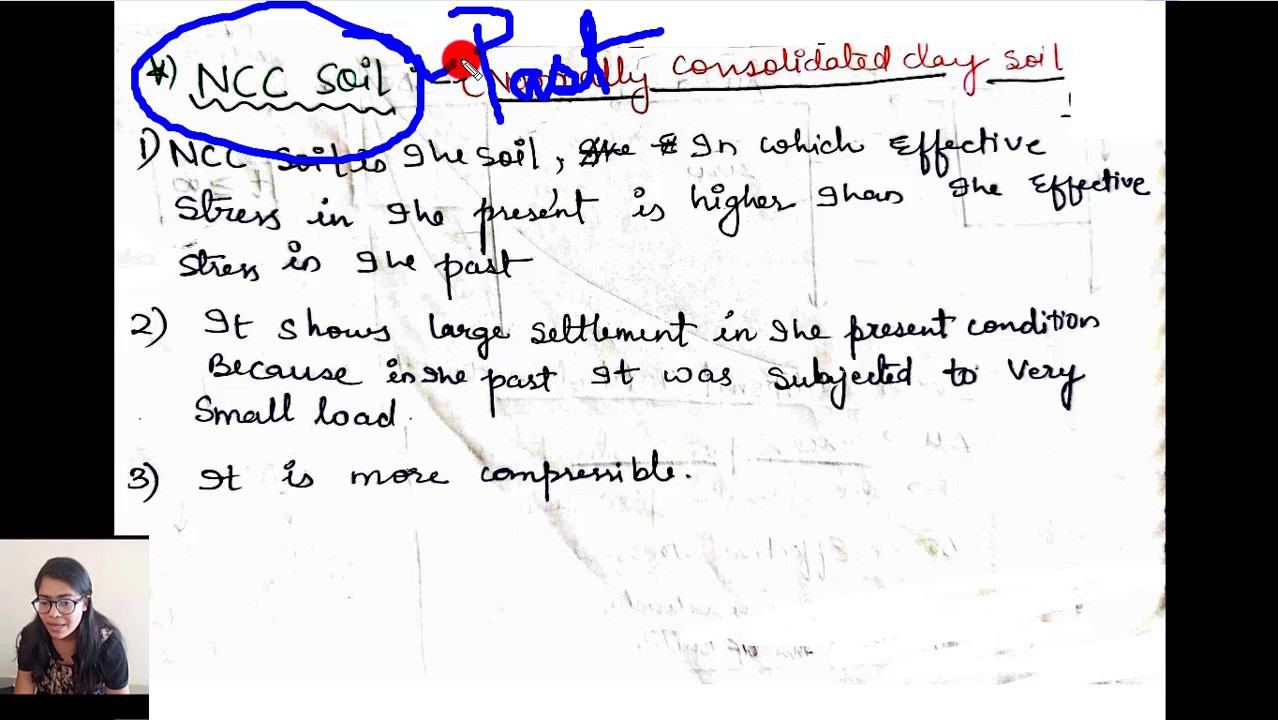 *) NCC Soil - Past (Normally consolidated clay soil
1) NCC soil is the soil, In which Effective
Stress in the present is higher than the Effective
stress in the past
2) It shows large settlement in the present condition
Because in the past It was subjected to very
small load.
3) It is more compressible.